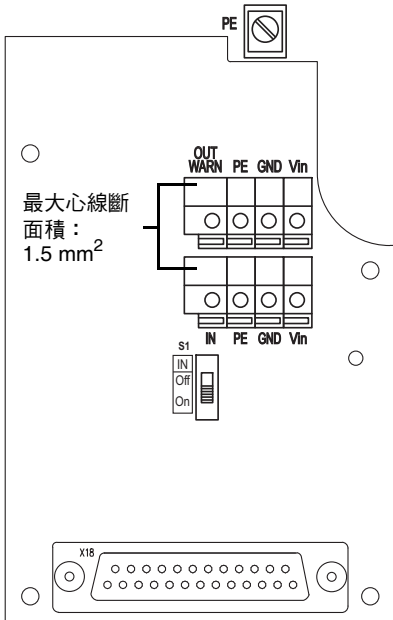 PE
OUT
WARN PE GND Vin
最大心線斷
面積：
1.5 mm²
IN PE GND Vin
S1
IN
Off
On
X18